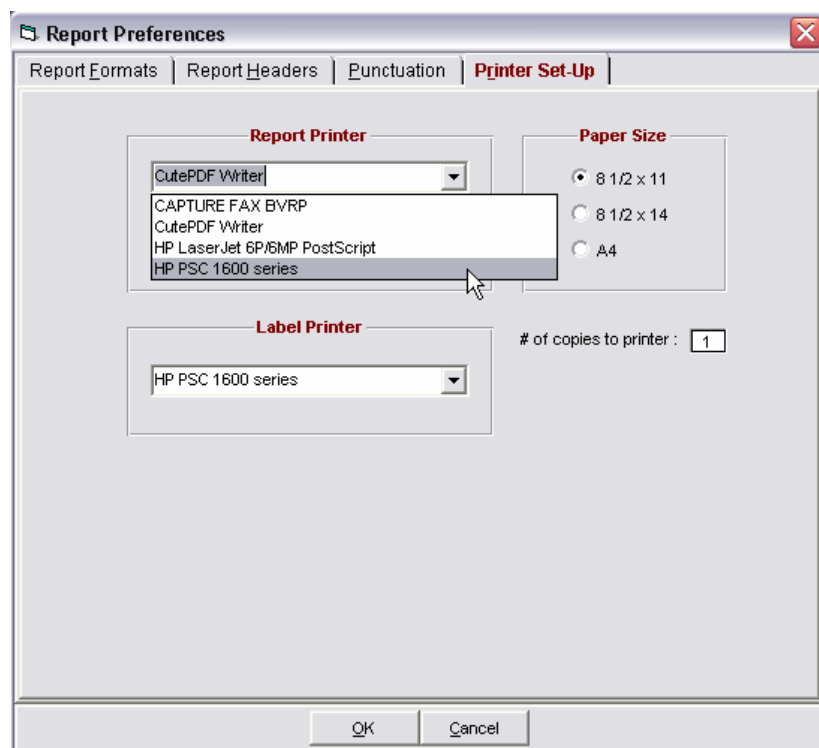 Report Preferences
Report Formats Report Headers Punctuation Printer Set-Up
Report Printer
CutePDF Writer
CAPTURE FAX BVRP
CutePDF Writer
HP LaserJet 6P/6MP PostScript
HP PSC 1600 series
Paper Size
8 1/2 x 11
8 1/2 x 14
A4
Label Printer
HP PSC 1600 series
# of copies to printer : 1
OK Cancel